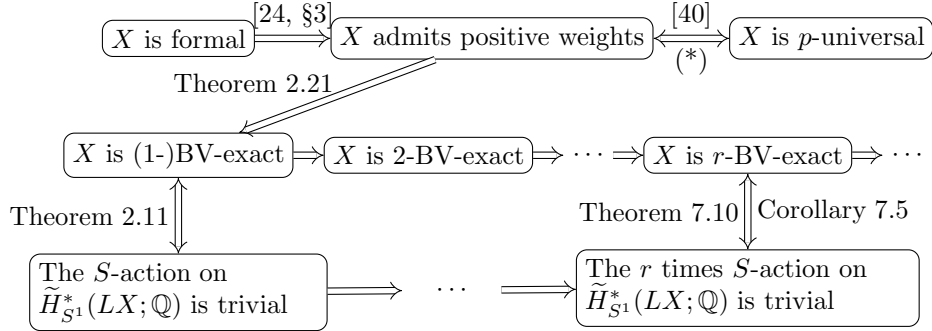 [24, §3]
[40]
X is formal
X admits positive weights
X is p-universal
(*)
Theorem 2.21
X is (1-)BV-exact
X is 2-BV-exact
⋯
X is r-BV-exact
⋯
Theorem 2.11
Theorem 7.10
Corollary 7.5
The S-action on
H̃*_{S¹}(LX; ℚ) is trivial
⋯
The r times S-action on
H̃*_{S¹}(LX; ℚ) is trivial